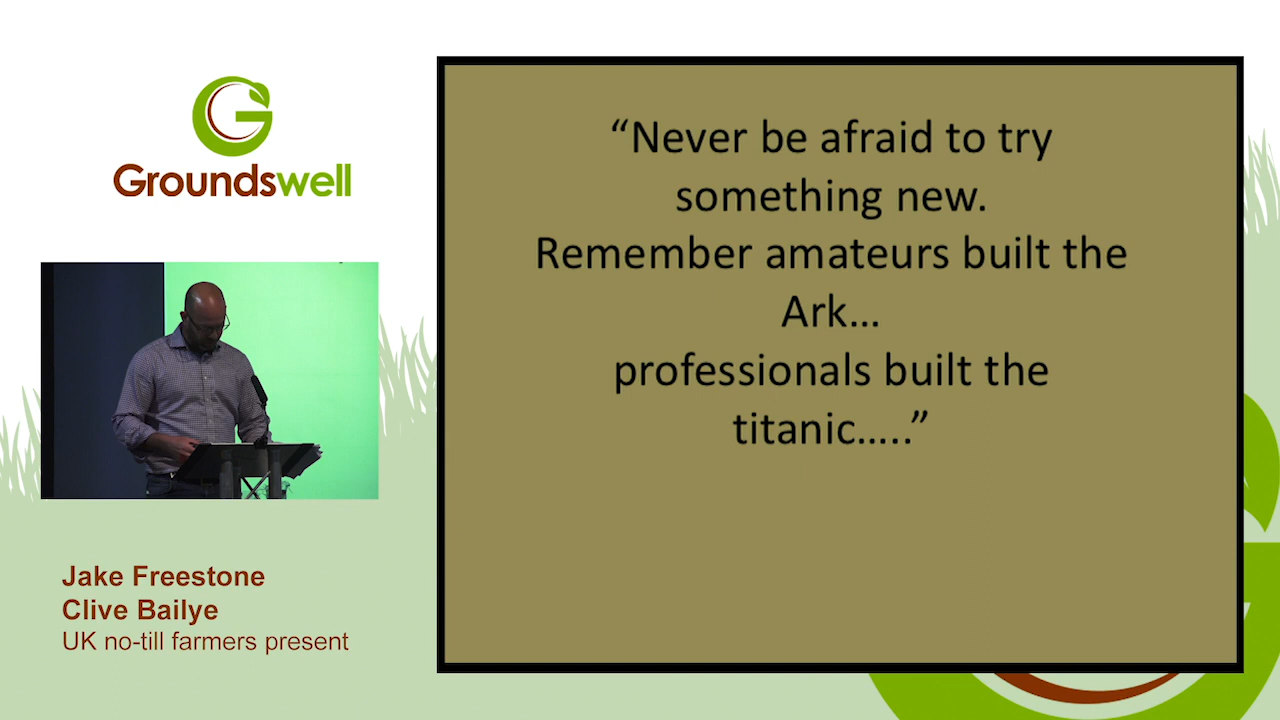 Groundswell
“Never be afraid to try
something new.
Remember amateurs built the
Ark…
professionals built the
titanic…..”
Jake Freestone
Clive Bailye
UK no-till farmers present